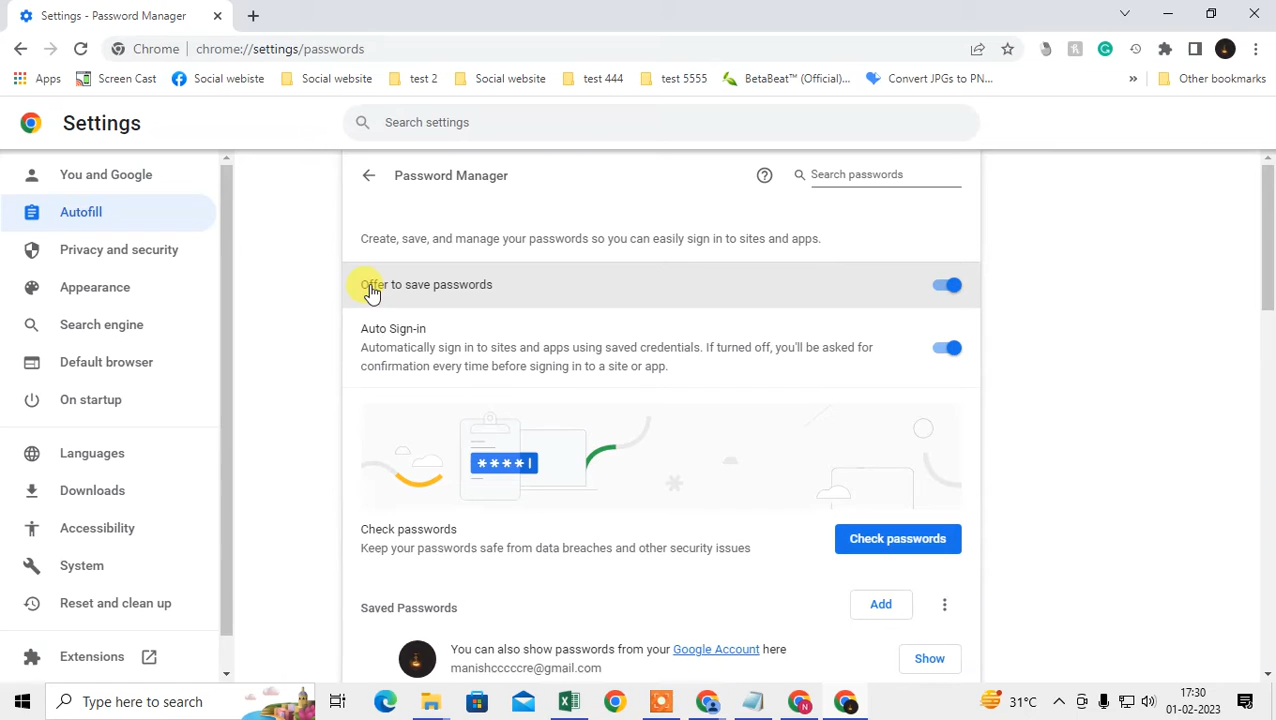 Settings - Password Manager
Chrome | chrome://settings/passwords
Apps
Screen Cast
Social webiste
Social website
test 2
Social website
test 444
test 5555
BetaBeat™ (Official)...
Convert JPGs to PN...
»
Other bookmarks
Settings
Search settings
You and Google
Autofill
Privacy and security
Appearance
Search engine
Default browser
On startup
Languages
Downloads
Accessibility
System
Reset and clean up
Extensions
Password Manager
Search passwords
Create, save, and manage your passwords so you can easily sign in to sites and apps.
Offer to save passwords
Auto Sign-in
Automatically sign in to sites and apps using saved credentials. If turned off, you'll be asked for
confirmation every time before signing in to a site or app.
****|
Check passwords
Keep your passwords safe from data breaches and other security issues
Check passwords
Saved Passwords
Add
You can also show passwords from your Google Account here
manishcccccre@gmail.com
Show
Type here to search
31°C
17:30
01-02-2023